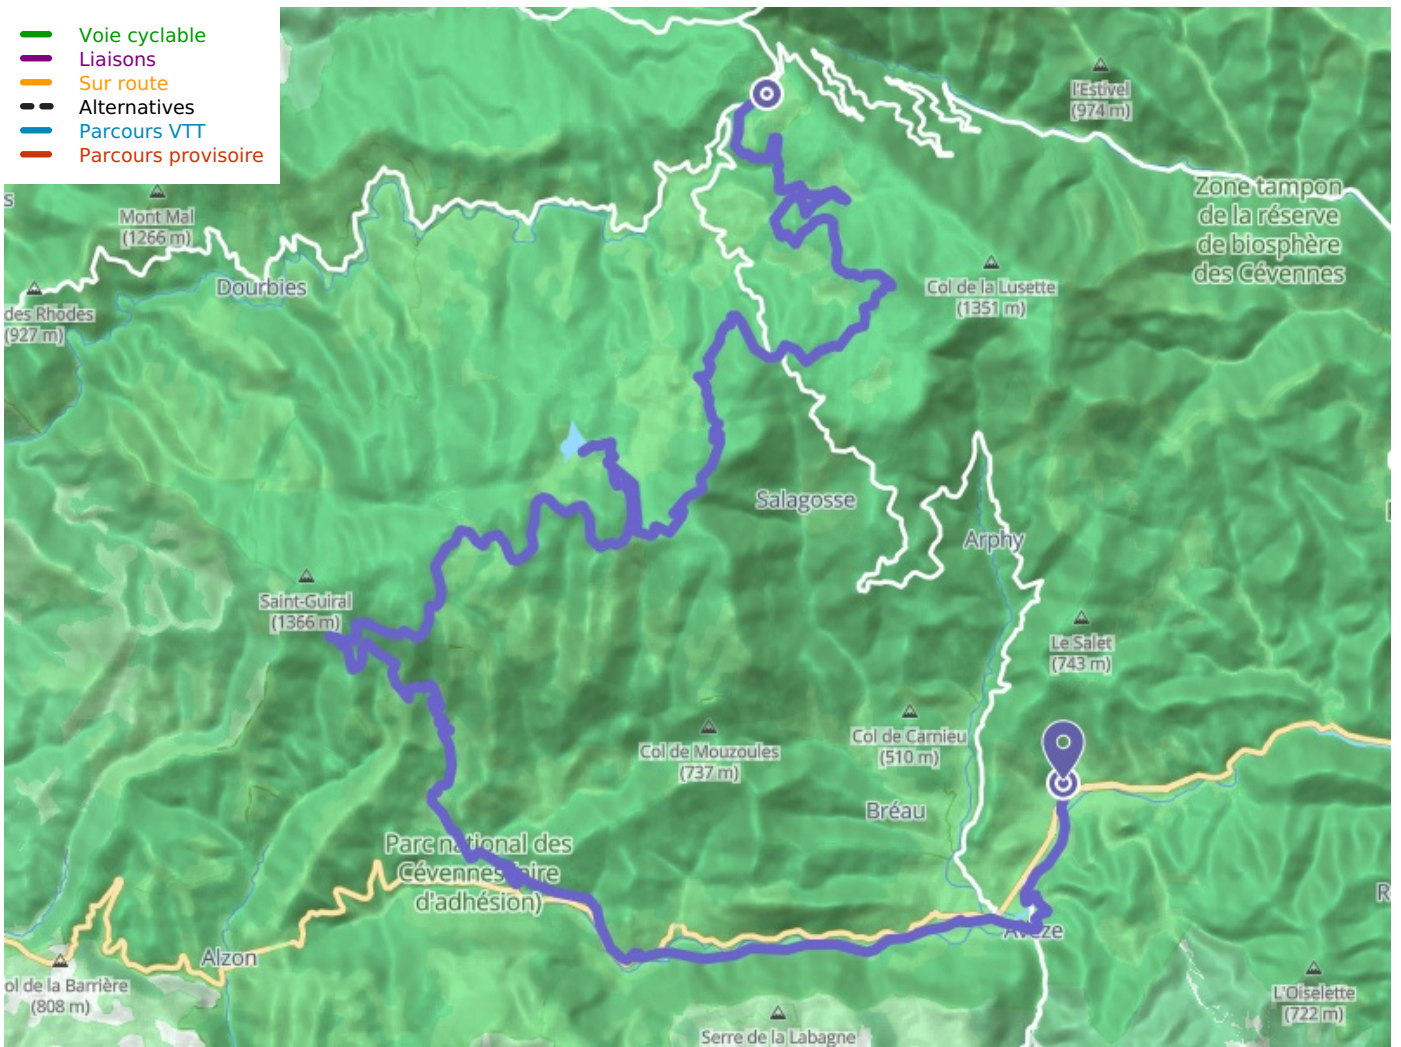 Voie cyclable
Liaisons
Sur route
Alternatives
Parcours VTT
Parcours provisoire
l'Estivel
(974 m)
Zone tampon
de la réserve
de biosphère
des Cévennes
s
Mont Mal
(1266 m)
Dourbies
des Rhodes
(927 m)
Col de la Lusette
(1351 m)
Salagosse
Arphy
Saint-Guiral
(1366 m)
Le Salet
(743 m)
Col de Mouzoules
(737 m)
Col de Carnieu
(510 m)
Bréau
Parc national des
Cévennes (aire
d'adhésion)
R
Avèze
Alzon
ol de la Barrière
(808 m)
L'Oiselette
(722 m)
Serre de la Labagne